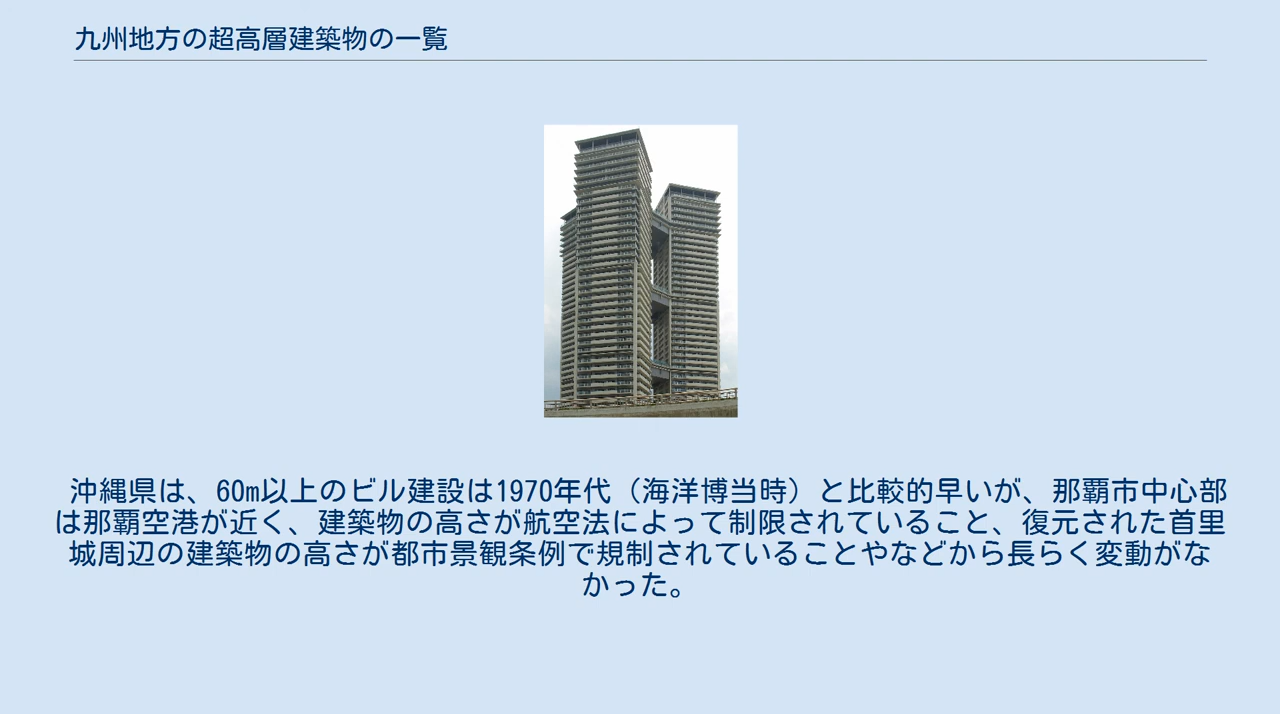 九州地方の超高層建築物の一覧
沖縄県は、60m以上のビル建設は1970年代（海洋博当時）と比較的早いが、那覇市中心部
は那覇空港が近く、建築物の高さが航空法によって制限されていること、復元された首里
城周辺の建築物の高さが都市景観条例で規制されていることやなどから長らく変動がな
かった。